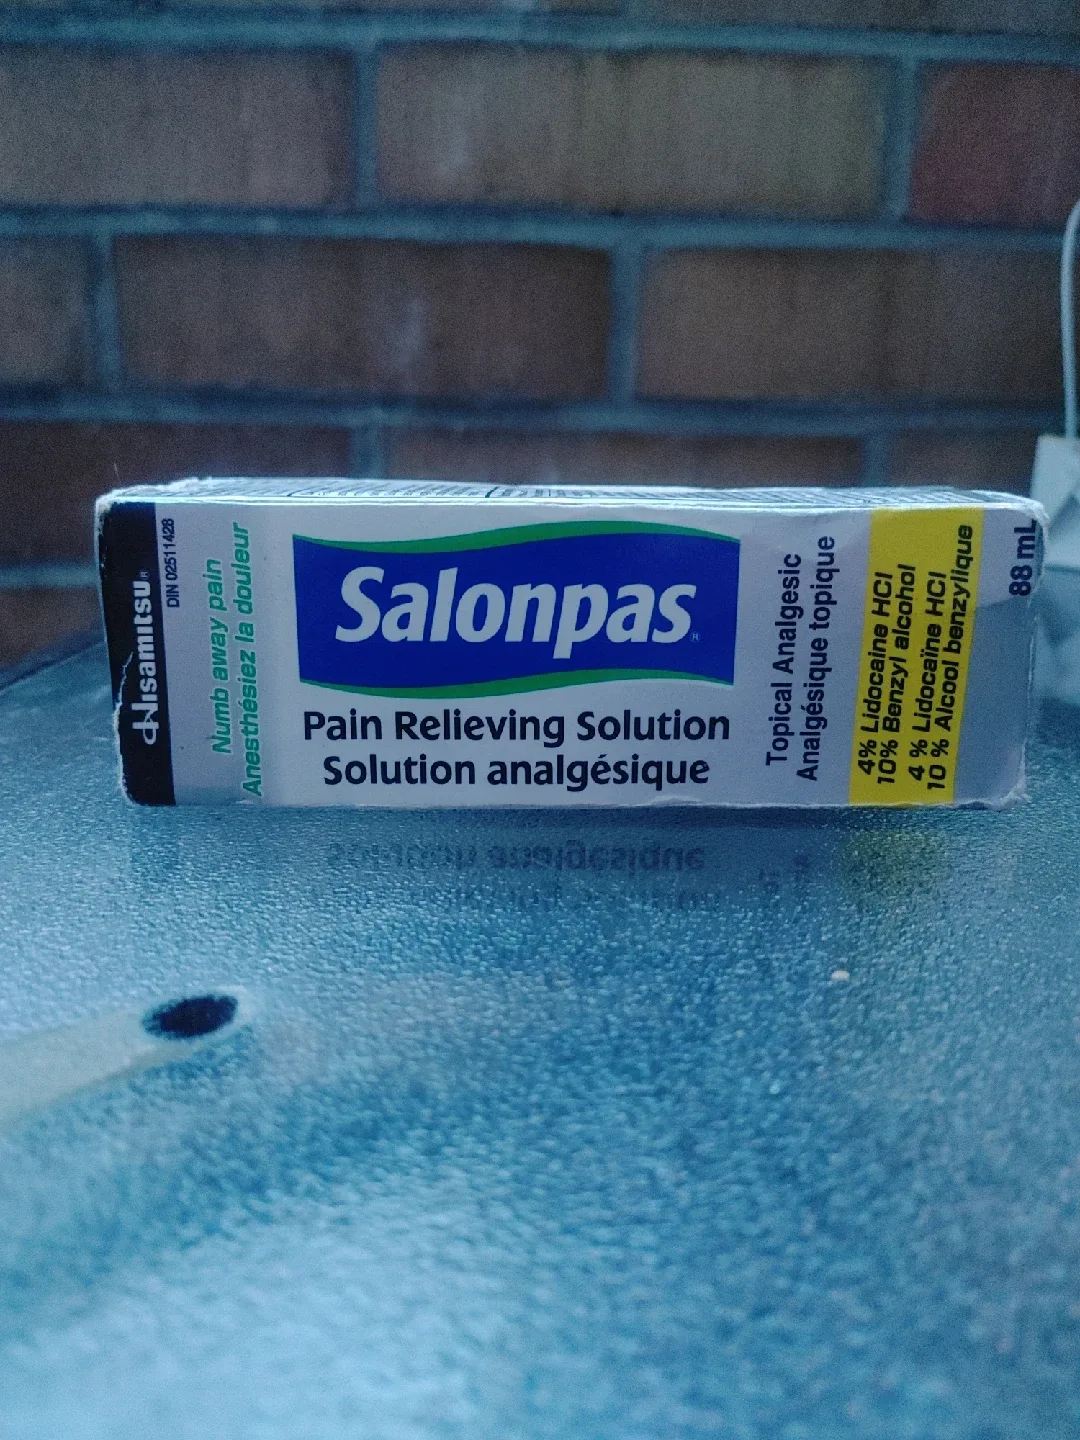 Hisamitsu®
DIN 02511428
Numb away pain
Anesthésiez la douleur
Salonpas®
Pain Relieving Solution
Solution analgésique
Topical Analgesic
Analgésique topique
4% Lidocaine HCl
10% Benzyl alcohol
4 % Lidocaïne HCl
10 % Alcool benzylique
88 mL